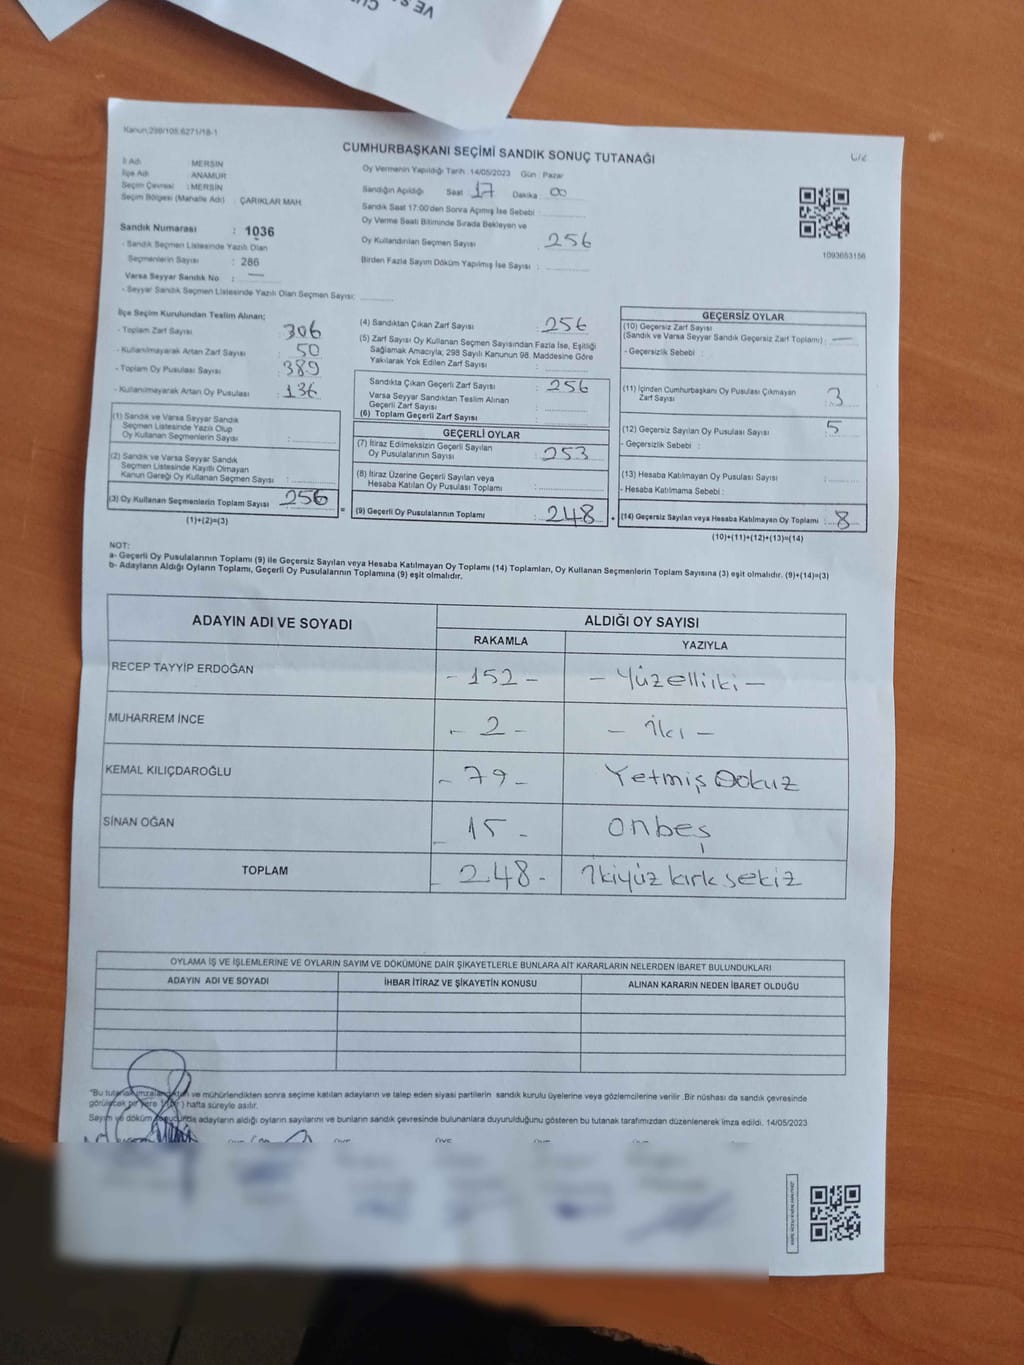 VE S
Kanun:298/105:6271/18-1
CUMHURBAŞKANI SEÇİMİ SANDIK SONUÇ TUTANAĞI
İl Adı : MERSİN
İlçe Adı : ANAMUR
Seçim Çevresi : MERSİN
Seçim Bölgesi (Mahalle Adı) : ÇARIKLAR MAH.
Oy Vermenin Yapıldığı Tarih: 14/05/2023 Gün : Pazar
Sandığın Açıldığı Saat 17 Dakika 00
Sandık Saat 17:00'den Sonra Açımış İse Sebebi :
Oy Verme Saati Bitiminde Sırada Bekleyen ve
Oy Kullandırılan Seçmen Sayısı : 256
Birden Fazla Sayım Döküm Yapılmış İse Sayısı :
1093653156
Sandık Numarası : 1036
- Sandık Seçmen Listesinde Yazılı Olan
Seçmenlerin Sayısı : 286
Varsa Seyyar Sandık No : —
- Seyyar Sandık Seçmen Listesinde Yazılı Olan Seçmen Sayısı:
İlçe Seçim Kurulundan Teslim Alınan;
- Toplam Zarf Sayısı : 306
- Kullanılmayarak Artan Zarf Sayısı : 50
- Toplam Oy Pusulası Sayısı : 389
- Kullanılmayarak Artan Oy Pusulası : 136
(1) Sandık ve Varsa Seyyar Sandık
Seçmen Listesinde Yazılı Olup
Oy Kullanan Seçmenlerin Sayısı :
(2) Sandık ve Varsa Seyyar Sandık
Seçmen Listesinde Kayıtlı Olmayan
Kanun Gereği Oy Kullanan Seçmen Sayısı :
(3) Oy Kullanan Seçmenlerin Toplam Sayısı : 256
(1)+(2)=(3)
(4) Sandıktan Çıkan Zarf Sayısı : 256
(5) Zarf Sayısı Oy Kullanan Seçmen Sayısından Fazla İse, Eşitliği
Sağlamak Amacıyla; 298 Sayılı Kanunun 98. Maddesine Göre
Yakılarak Yok Edilen Zarf Sayısı :
Sandıkta Çıkan Geçerli Zarf Sayısı : 256
Varsa Seyyar Sandıktan Teslim Alınan
Geçerli Zarf Sayısı :
(6) Toplam Geçerli Zarf Sayısı :
GEÇERLİ OYLAR
(7) İtiraz Edilmeksizin Geçerli Sayılan
Oy Pusulalarının Sayısı : 253
(8) İtiraz Üzerine Geçerli Sayılan veya
Hesaba Katılan Oy Pusulası Toplamı :
= (9) Geçerli Oy Pusulalarının Toplamı : 248 +
GEÇERSİZ OYLAR
(10) Geçersiz Zarf Sayısı
(Sandık ve Varsa Seyyar Sandık Geçersiz Zarf Toplamı) : —
- Geçersizlik Sebebi :
(11) İçinden Cumhurbaşkanı Oy Pusulası Çıkmayan
Zarf Sayısı : 3
(12) Geçersiz Sayılan Oy Pusulası Sayısı : 5
- Geçersizlik Sebebi :
(13) Hesaba Katılmayan Oy Pusulası Sayısı :
- Hesaba Katılmama Sebebi :
(14) Geçersiz Sayılan veya Hesaba Katılmayan Oy Toplamı : 8
(10)+(11)+(12)+(13)=(14)
NOT:
a- Geçerli Oy Pusulalarının Toplamı (9) ile Geçersiz Sayılan veya Hesaba Katılmayan Oy Toplamı (14) Toplamları, Oy Kullanan Seçmenlerin Toplam Sayısına (3) eşit olmalıdır. (9)+(14)=(3)
b- Adayların Aldığı Oyların Toplamı, Geçerli Oy Pusulalarının Toplamına (9) eşit olmalıdır.
ADAYIN ADI VE SOYADI ALDIĞI OY SAYISI
RAKAMLA YAZIYLA
RECEP TAYYİP ERDOĞAN - 152 - - Yüzelliiki -
MUHARREM İNCE - 2 - - İki -
KEMAL KILIÇDAROĞLU - 79 - Yetmiş Dokuz
SİNAN OĞAN - 15 - onbeş
TOPLAM - 248 - İkiyüz kırk sekiz
OYLAMA İŞ VE İŞLEMLERİNE VE OYLARIN SAYIM VE DÖKÜMÜNE DAİR ŞİKAYETLERLE BUNLARA AİT KARARLARIN NELERDEN İBARET BULUNDUKLARI
ADAYIN ADI VE SOYADI İHBAR İTİRAZ VE ŞİKAYETİN KONUSU ALINAN KARARIN NEDEN İBARET OLDUĞU
"Bu tutanak ve mühürlendikten sonra seçime katılan adayların ve talep eden siyasi partilerin sandık kurulu üyelerine veya gözlemcilerine verilir .Bir nüshası da sandık çevresinde
görülecek bir yere hafta süreyle asılır.
Sayım ve döküm adayların aldığı oyların sayılarını ve bunların sandık çevresinde bulunanlara duyurulduğunu gösteren bu tutanak tarafımızdan düzenlenerek imza edildi. 14/05/2023